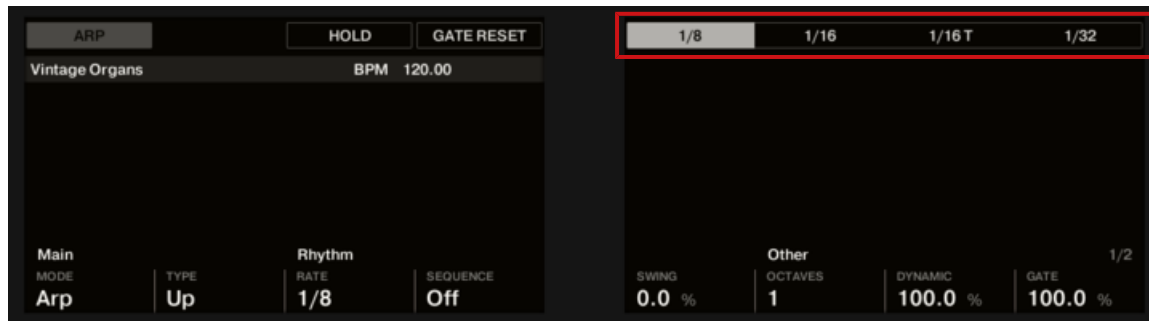 ARP HOLD GATE RESET
Vintage Organs BPM 120.00
Main Rhythm
MODE TYPE RATE SEQUENCE
Arp Up 1/8 Off
1/8 1/16 1/16 T 1/32
Other 1/2
SWING OCTAVES DYNAMIC GATE
0.0 % 1 100.0 % 100.0 %